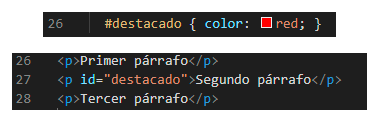 26 #destacado { color: red; }
26 <p>Primer párrafo</p>
27 <p id="destacado">Segundo párrafo</p>
28 <p>Tercer párrafo</p>